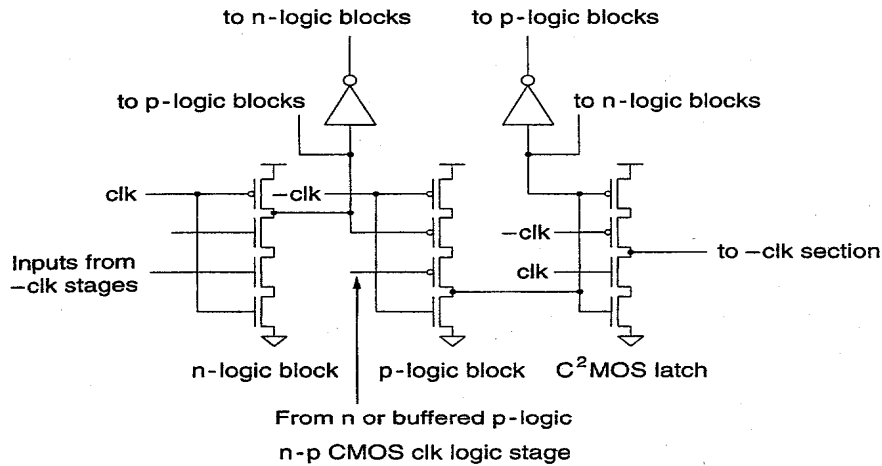 to n-logic blocks
to p-logic blocks
to p-logic blocks
to n-logic blocks
clk
–clk
–clk
clk
to –clk section
Inputs from
–clk stages
n-logic block
p-logic block
C²MOS latch
From n or buffered p-logic
n-p CMOS clk logic stage